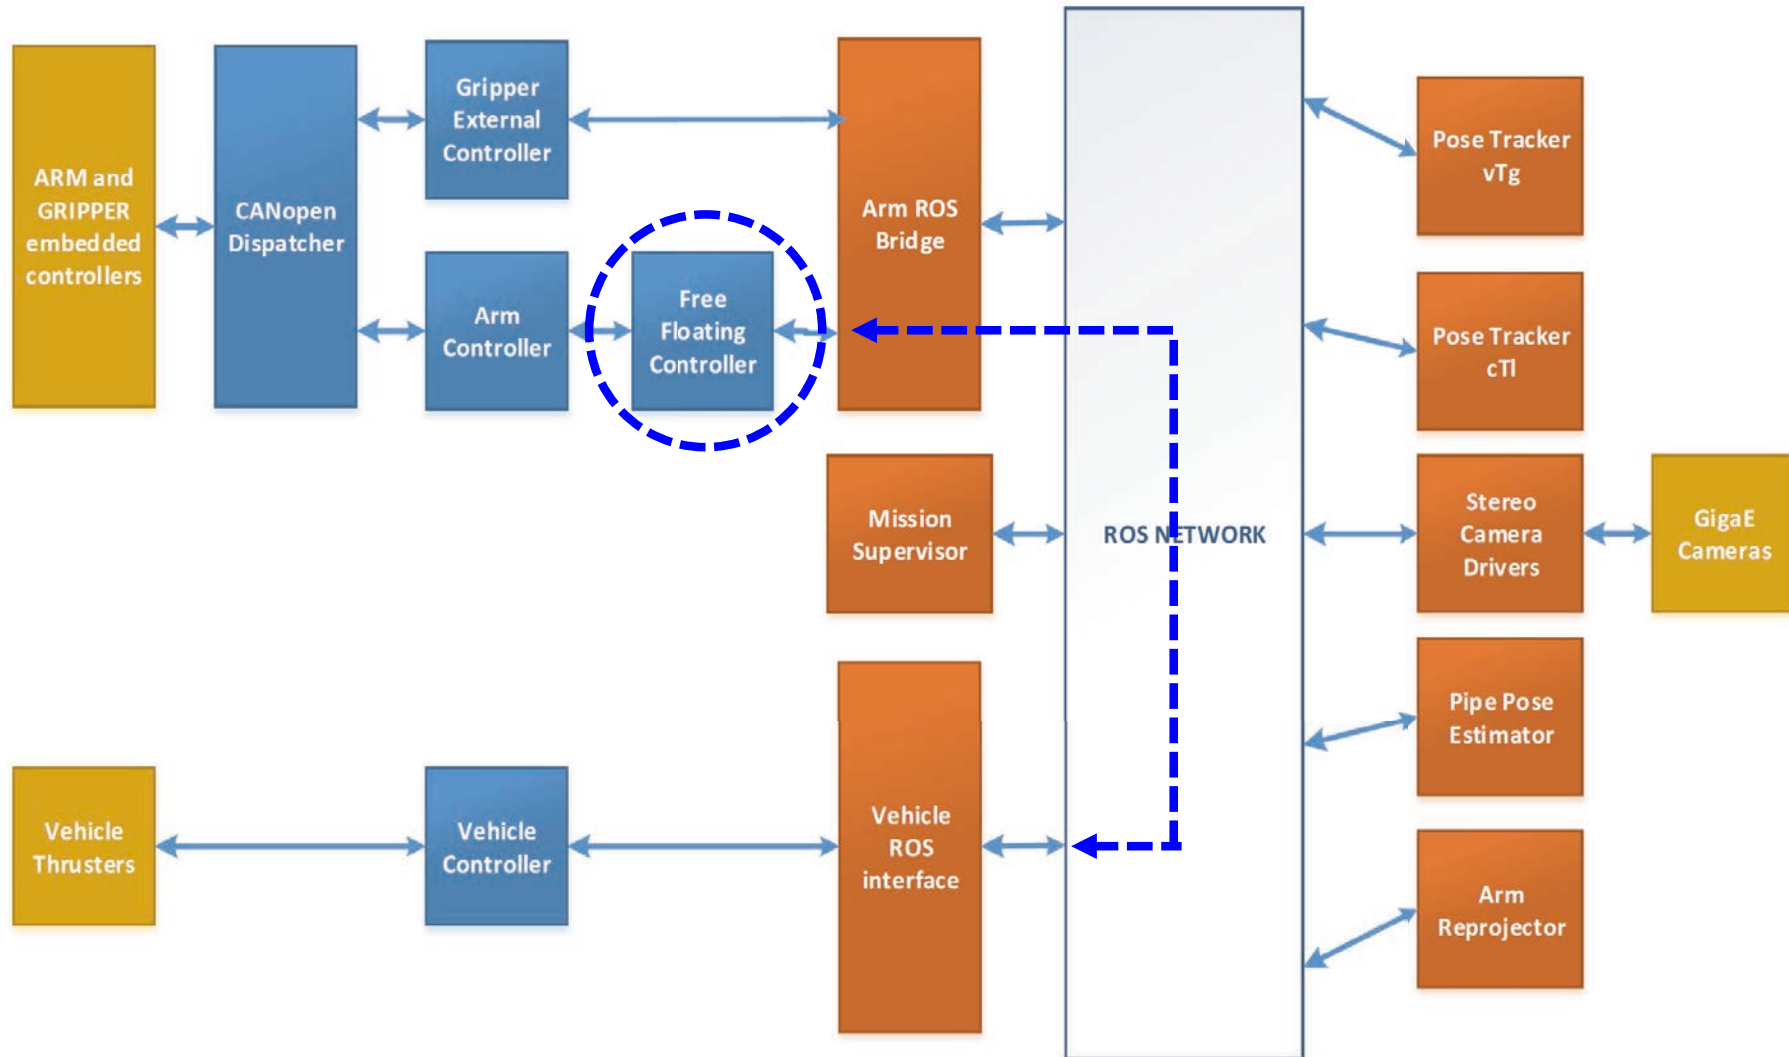 ARM and
GRIPPER
embedded
controllers
CANopen
Dispatcher
Gripper
External
Controller
Arm
Controller
Free
Floating
Controller
Arm ROS
Bridge
Mission
Supervisor
ROS NETWORK
Pose Tracker
vTg
Pose Tracker
cTl
Stereo
Camera
Drivers
GigaE
Cameras
Pipe Pose
Estimator
Arm
Reprojector
Vehicle
Thrusters
Vehicle
Controller
Vehicle
ROS
interface